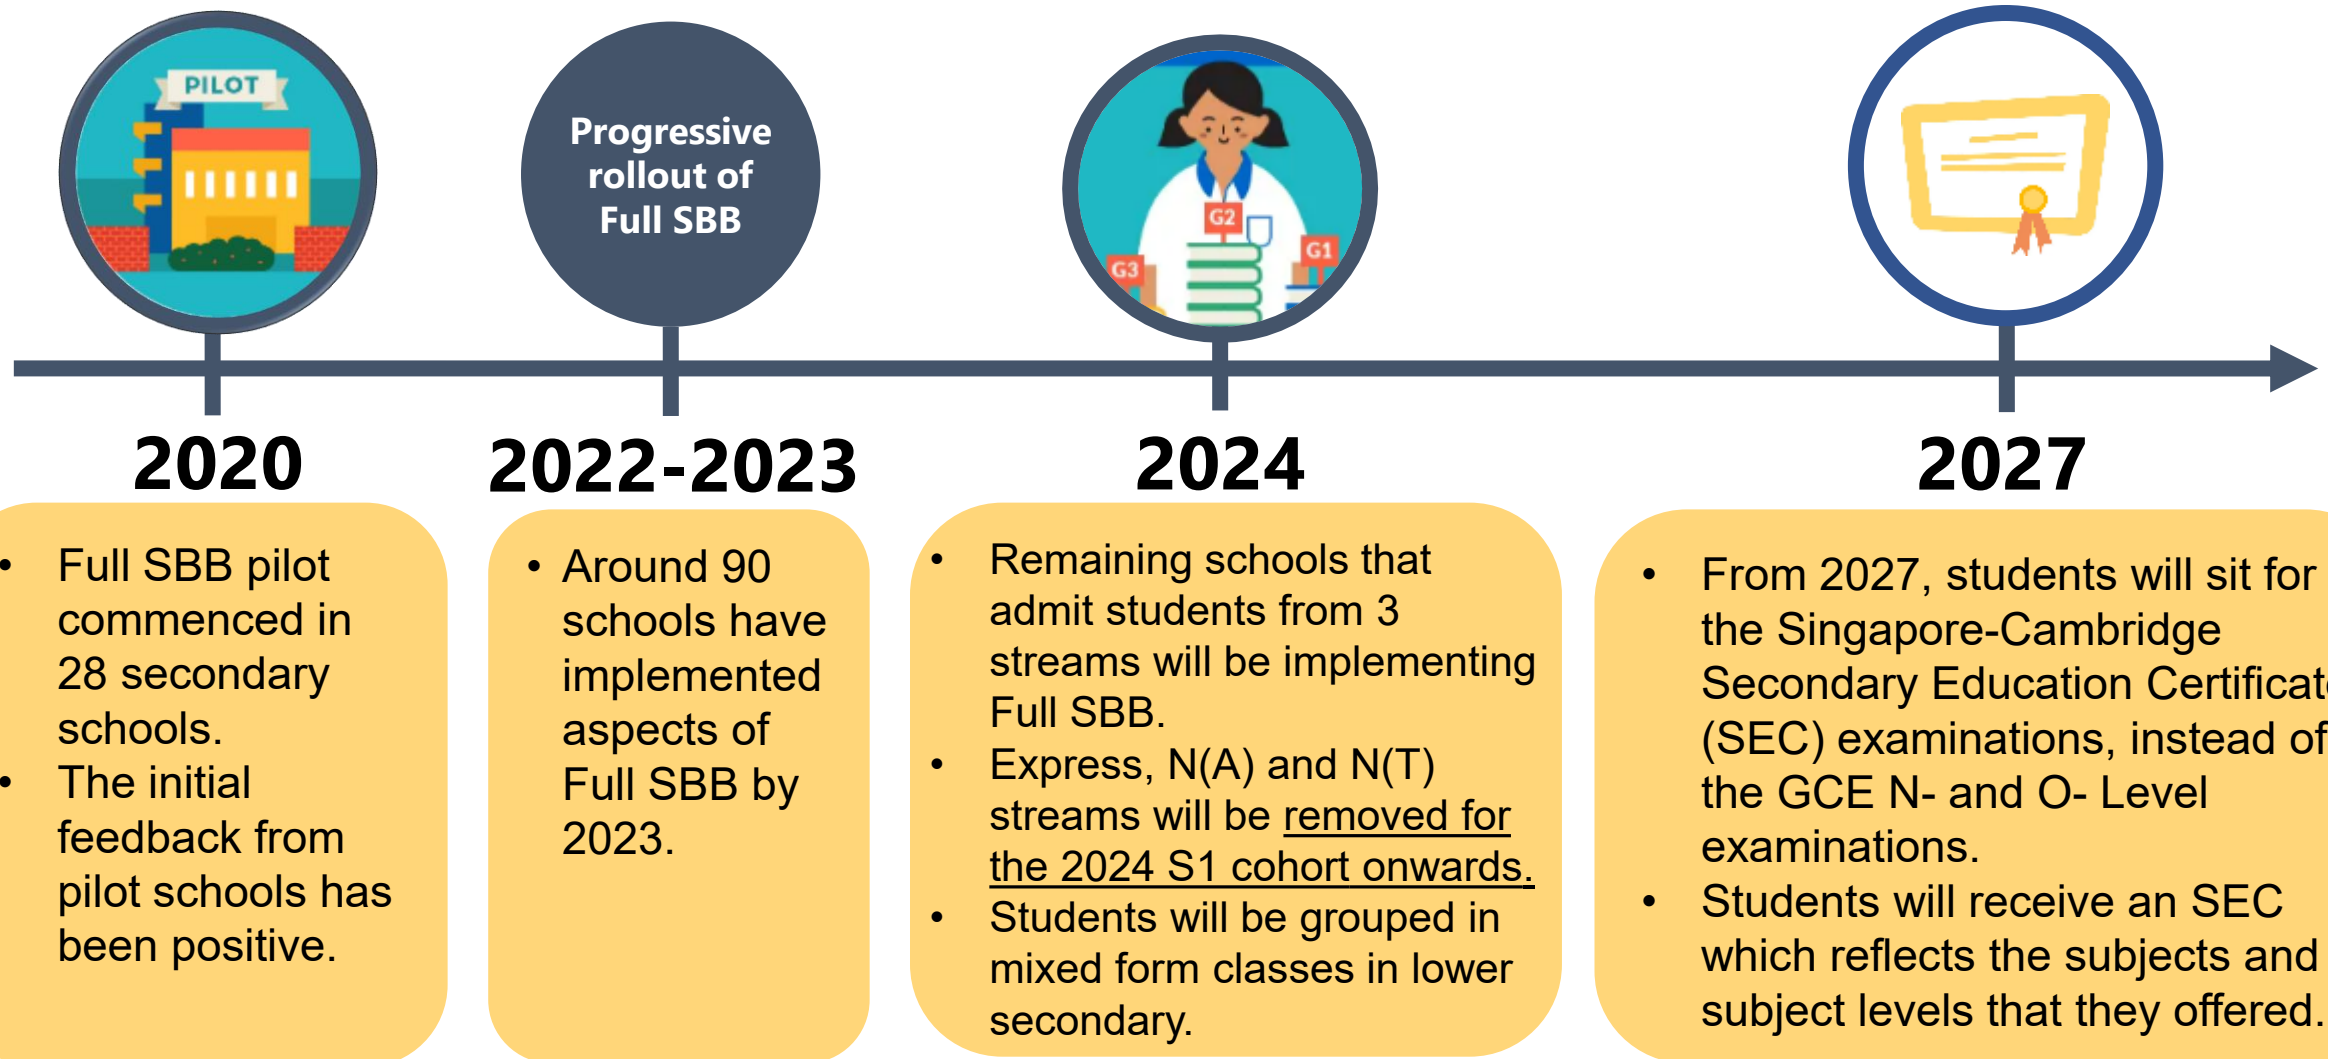 PILOT
Progressive
rollout of
Full SBB
G2
G1
G3
2020
2022-2023
2024
2027
• Full SBB pilot
commenced in
28 secondary
schools.
• The initial
feedback from
pilot schools has
been positive.
• Around 90
schools have
implemented
aspects of
Full SBB by
2023.
• Remaining schools that
admit students from 3
streams will be implementing
Full SBB.
• Express, N(A) and N(T)
streams will be removed for
the 2024 S1 cohort onwards.
• Students will be grouped in
mixed form classes in lower
secondary.
• From 2027, students will sit for
the Singapore-Cambridge
Secondary Education Certificate
(SEC) examinations, instead of
the GCE N- and O- Level
examinations.
• Students will receive an SEC
which reflects the subjects and
subject levels that they offered.